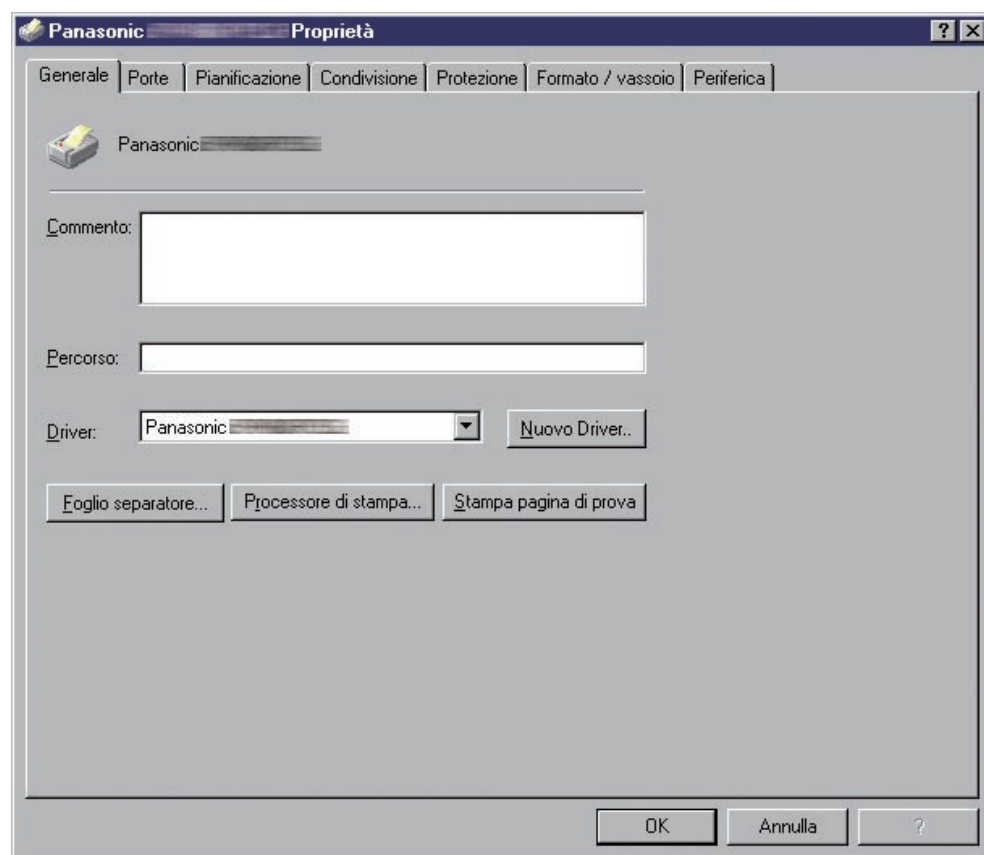 Panasonic Proprietà
Generale Porte Pianificazione Condivisione Protezione Formato / vassoio Periferica
Panasonic
Commento:
Percorso:
Driver: Panasonic Nuovo Driver..
Foglio separatore... Processore di stampa... Stampa pagina di prova
OK Annulla ?